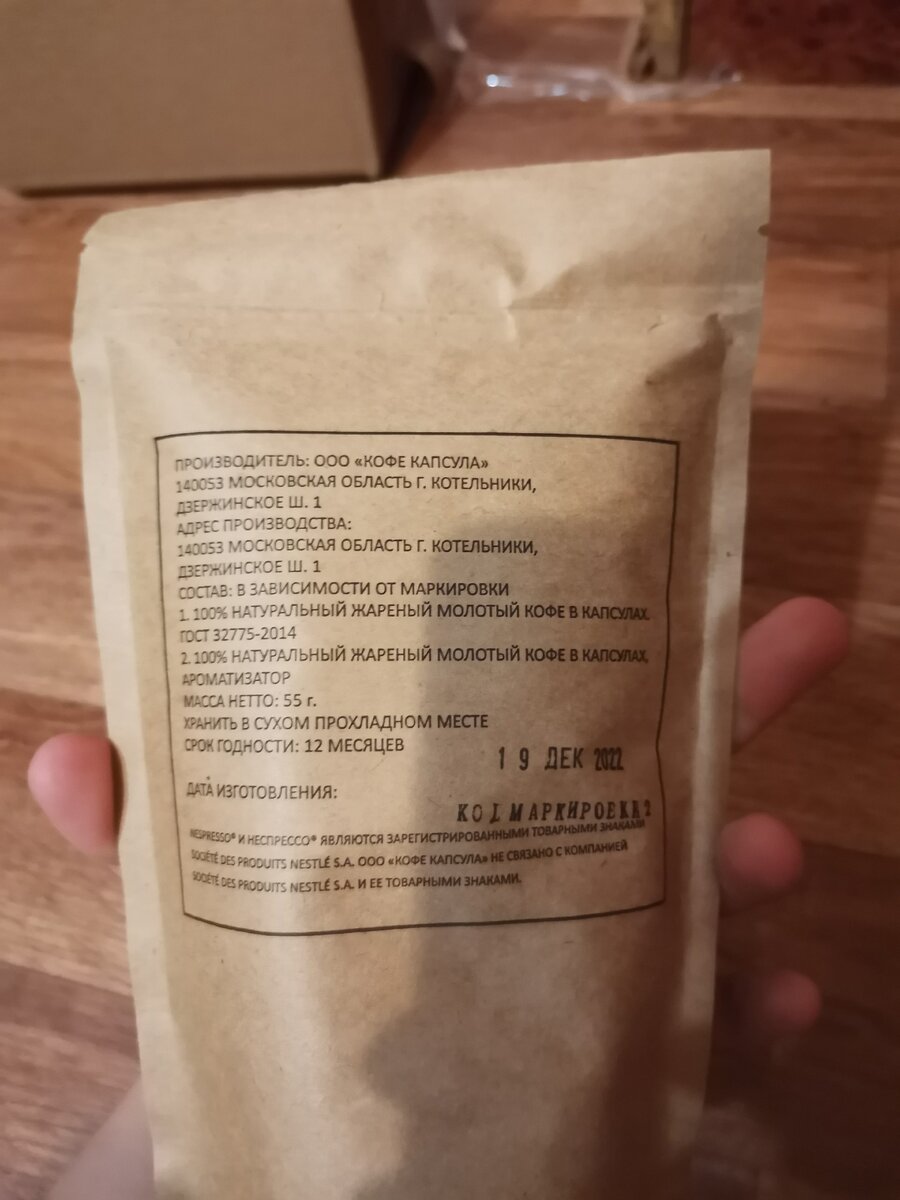 ПРОИЗВОДИТЕЛЬ: ООО «КОФЕ КАПСУЛА»
140053 МОСКОВСКАЯ ОБЛАСТЬ Г. КОТЕЛЬНИКИ,
ДЗЕРЖИНСКОЕ Ш. 1
АДРЕС ПРОИЗВОДСТВА:
140053 МОСКОВСКАЯ ОБЛАСТЬ Г. КОТЕЛЬНИКИ,
ДЗЕРЖИНСКОЕ Ш. 1
СОСТАВ: В ЗАВИСИМОСТИ ОТ МАРКИРОВКИ
1. 100% НАТУРАЛЬНЫЙ ЖАРЕНЫЙ МОЛОТЫЙ КОФЕ В КАПСУЛАХ.
ГОСТ 32775-2014
2. 100% НАТУРАЛЬНЫЙ ЖАРЕНЫЙ МОЛОТЫЙ КОФЕ В КАПСУЛАХ,
АРОМАТИЗАТОР
МАССА НЕТТО: 55 г.
ХРАНИТЬ В СУХОМ ПРОХЛАДНОМ МЕСТЕ
СРОК ГОДНОСТИ: 12 МЕСЯЦЕВ
19 ДЕК 2022
ДАТА ИЗГОТОВЛЕНИЯ:
КОД МАРКИРОВКИ 2
NESPRESSO® И НЕСПРЕССО® ЯВЛЯЮТСЯ ЗАРЕГИСТРИРОВАННЫМИ ТОВАРНЫМИ ЗНАКАМИ
SOCIÉTÉ DES PRODUITS NESTLÉ S.A. ООО «КОФЕ КАПСУЛА» НЕ СВЯЗАНО С КОМПАНИЕЙ
SOCIÉTÉ DES PRODUITS NESTLÉ S.A. И ЕЕ ТОВАРНЫМИ ЗНАКАМИ.